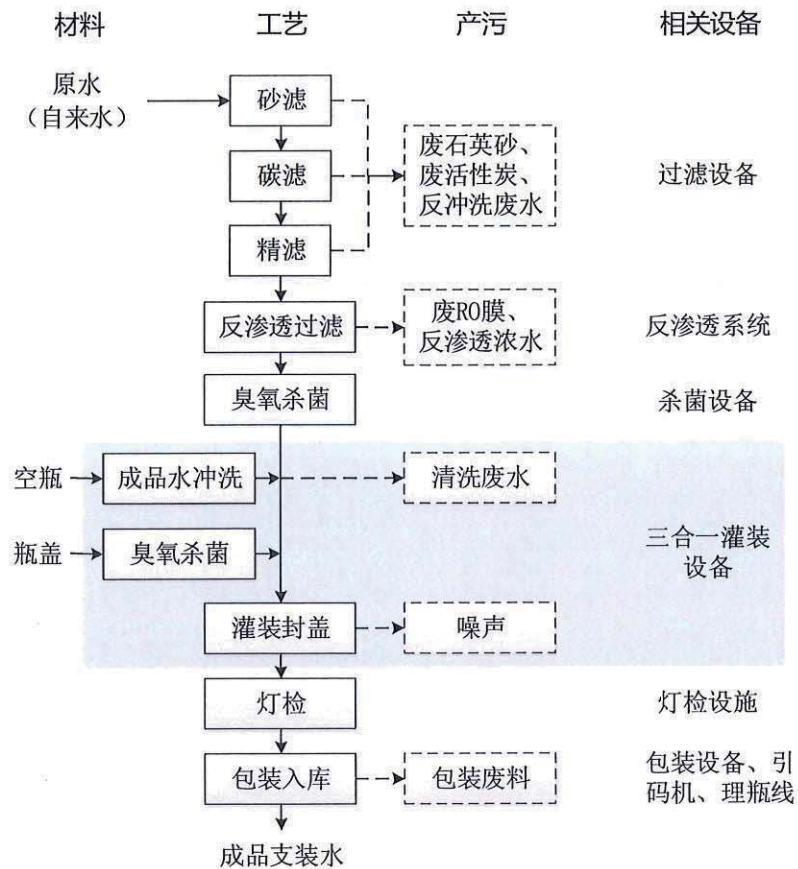 材料 工艺 产污 相关设备
原水
（自来水）
砂滤
碳滤
精滤
废石英砂、
废活性炭、
反冲洗废水
过滤设备
反渗透过滤
废RO膜、
反渗透浓水
反渗透系统
臭氧杀菌
杀菌设备
空瓶
成品水冲洗
清洗废水
瓶盖
臭氧杀菌
三合一灌装
设备
灌装封盖
噪声
灯检
灯检设施
包装入库
包装废料
包装设备、引
码机、理瓶线
成品支装水